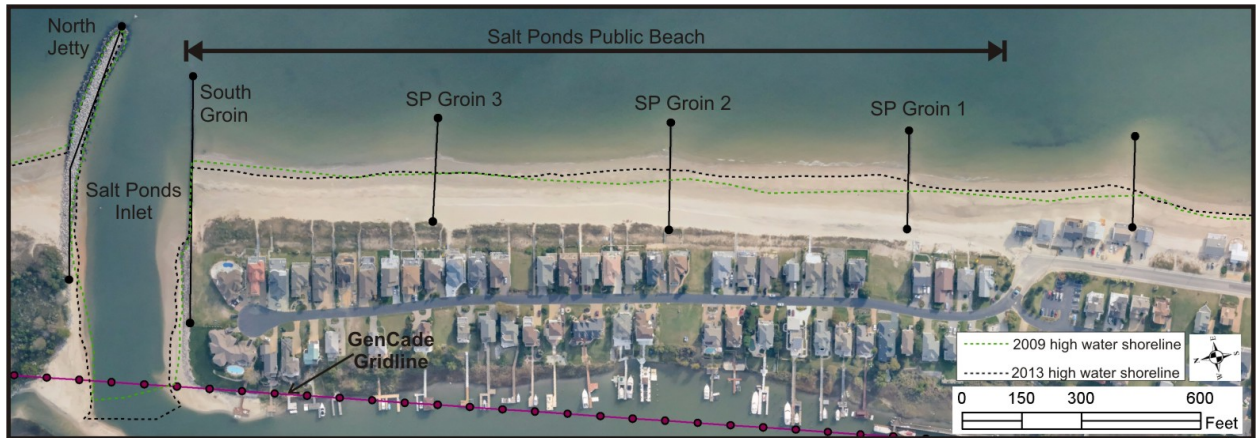 North
Jetty
Salt Ponds Public Beach
South
Groin
SP Groin 3
SP Groin 2
SP Groin 1
Salt Ponds
Inlet
GenCade
Gridline
2009 high water shoreline
2013 high water shoreline
0 150 300 600
Feet